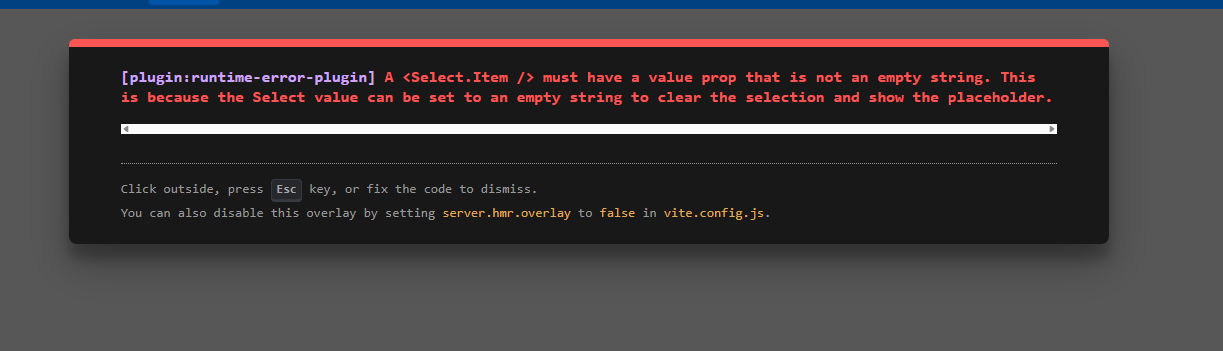 [plugin:runtime-error-plugin] A <Select.Item /> must have a value prop that is not an empty string. This
is because the Select value can be set to an empty string to clear the selection and show the placeholder.
Click outside, press Esc key, or fix the code to dismiss.
You can also disable this overlay by setting server.hmr.overlay to false in vite.config.js.